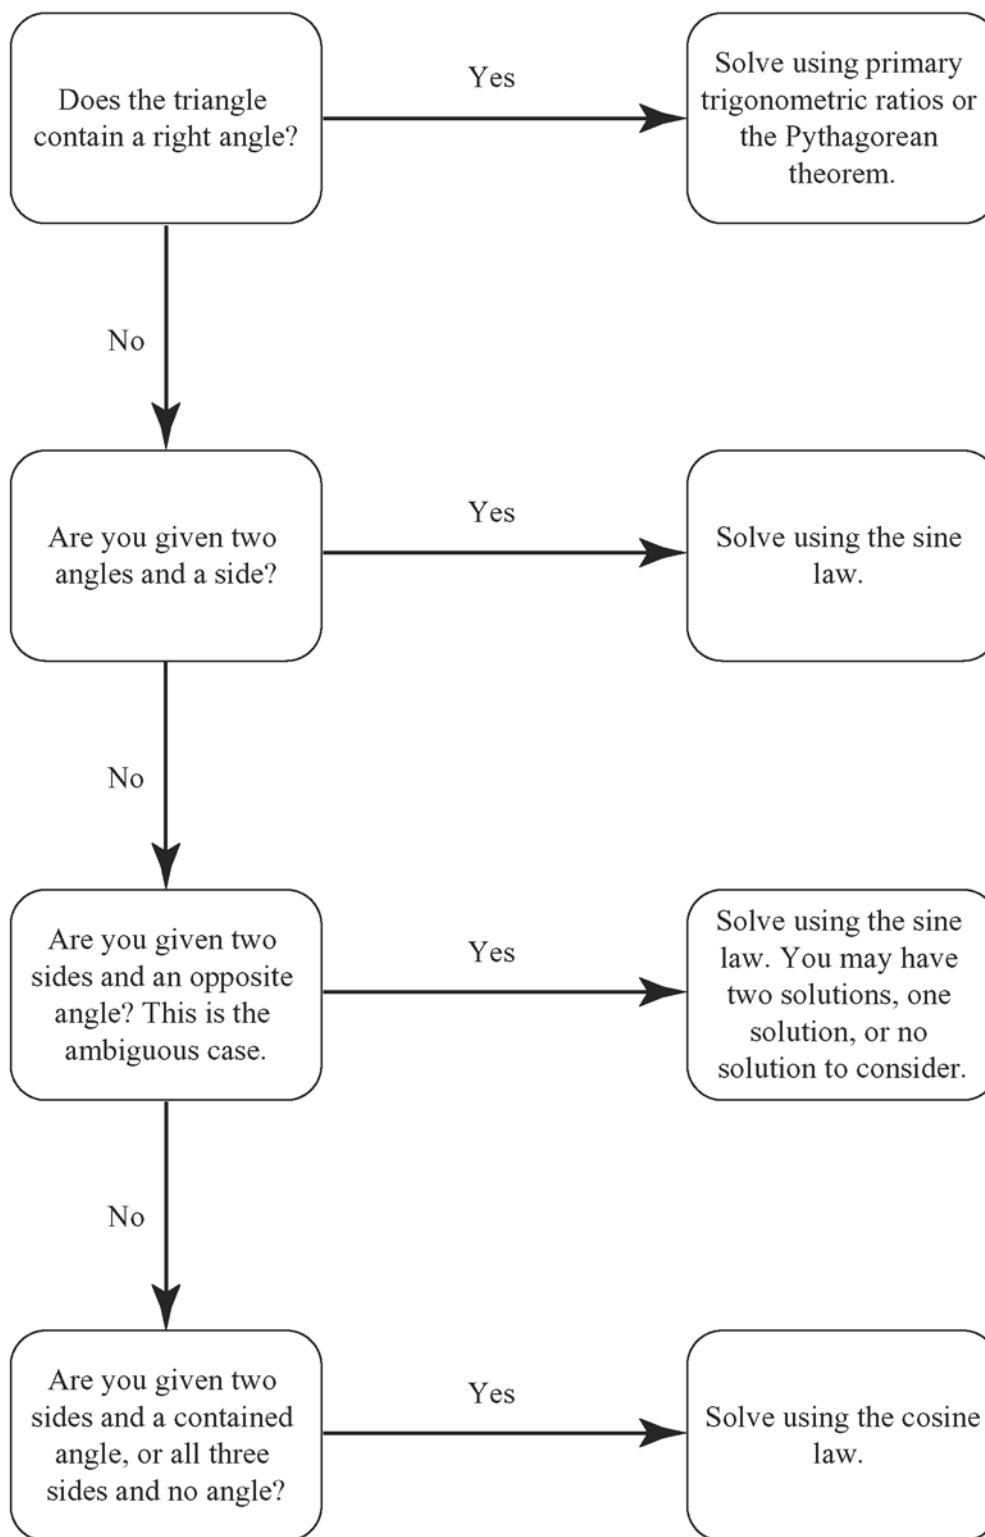 Does the triangle
contain a right angle?
Yes
Solve using primary
trigonometric ratios or
the Pythagorean
theorem.
No
Are you given two
angles and a side?
Yes
Solve using the sine
law.
No
Are you given two
sides and an opposite
angle? This is the
ambiguous case.
Yes
Solve using the sine
law. You may have
two solutions, one
solution, or no
solution to consider.
No
Are you given two
sides and a contained
angle, or all three
sides and no angle?
Yes
Solve using the cosine
law.